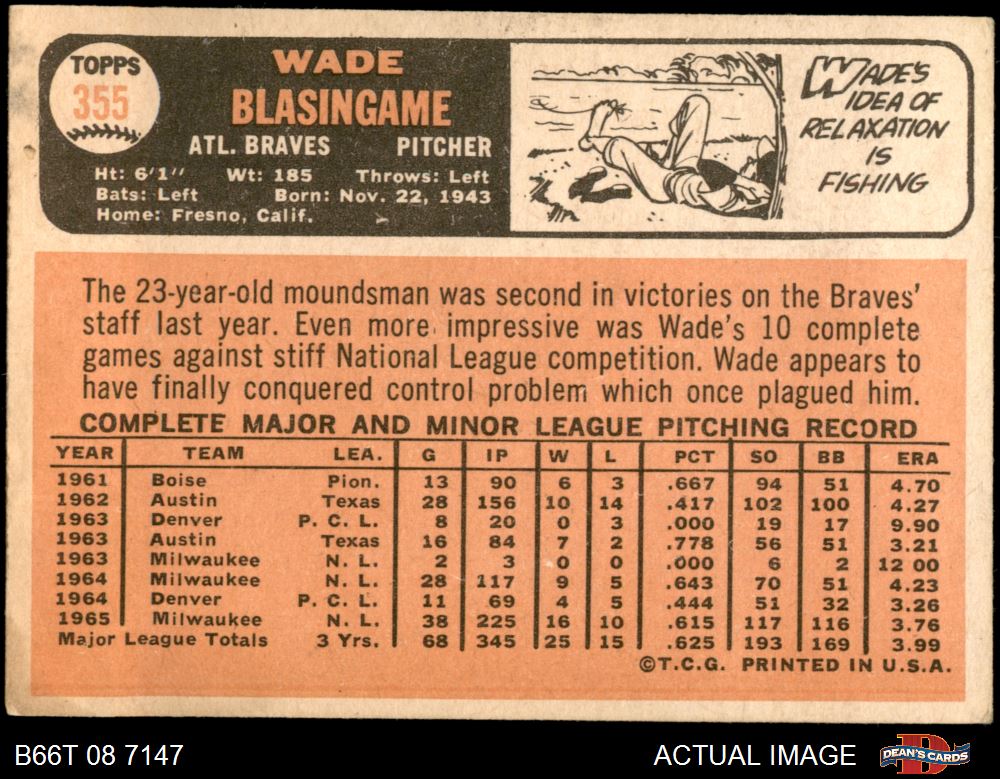 TOPPS
355
WADE
BLASINGAME
ATL. BRAVES PITCHER
Ht: 6'1" Wt: 185 Throws: Left
Bats: Left Born: Nov. 22, 1943
Home: Fresno, Calif.
WADE'S
IDEA OF
RELAXATION
IS
FISHING
The 23-year-old moundsman was second in victories on the Braves'
staff last year. Even more impressive was Wade's 10 complete
games against stiff National League competition. Wade appears to
have finally conquered control problem which once plagued him.
COMPLETE MAJOR AND MINOR LEAGUE PITCHING RECORD
YEAR TEAM LEA. G IP W L PCT SO BB ERA
1961 Boise Pion. 13 90 6 3 .667 94 51 4.70
1962 Austin Texas 28 156 10 14 .417 102 100 4.27
1963 Denver P. C. L. 8 20 0 3 .000 19 17 9.90
1963 Austin Texas 16 84 7 2 .778 56 51 3.21
1963 Milwaukee N. L. 2 3 0 0 .000 6 2 12 00
1964 Milwaukee N. L. 28 117 9 5 .643 70 51 4.23
1964 Denver P. C. L. 11 69 4 5 .444 51 32 3.26
1965 Milwaukee N. L. 38 225 16 10 .615 117 116 3.76
Major League Totals 3 Yrs. 68 345 25 15 .625 193 169 3.99
©T.C.G. PRINTED IN U.S.A.
B66T 08 7147 ACTUAL IMAGE DEAN'S CARDS